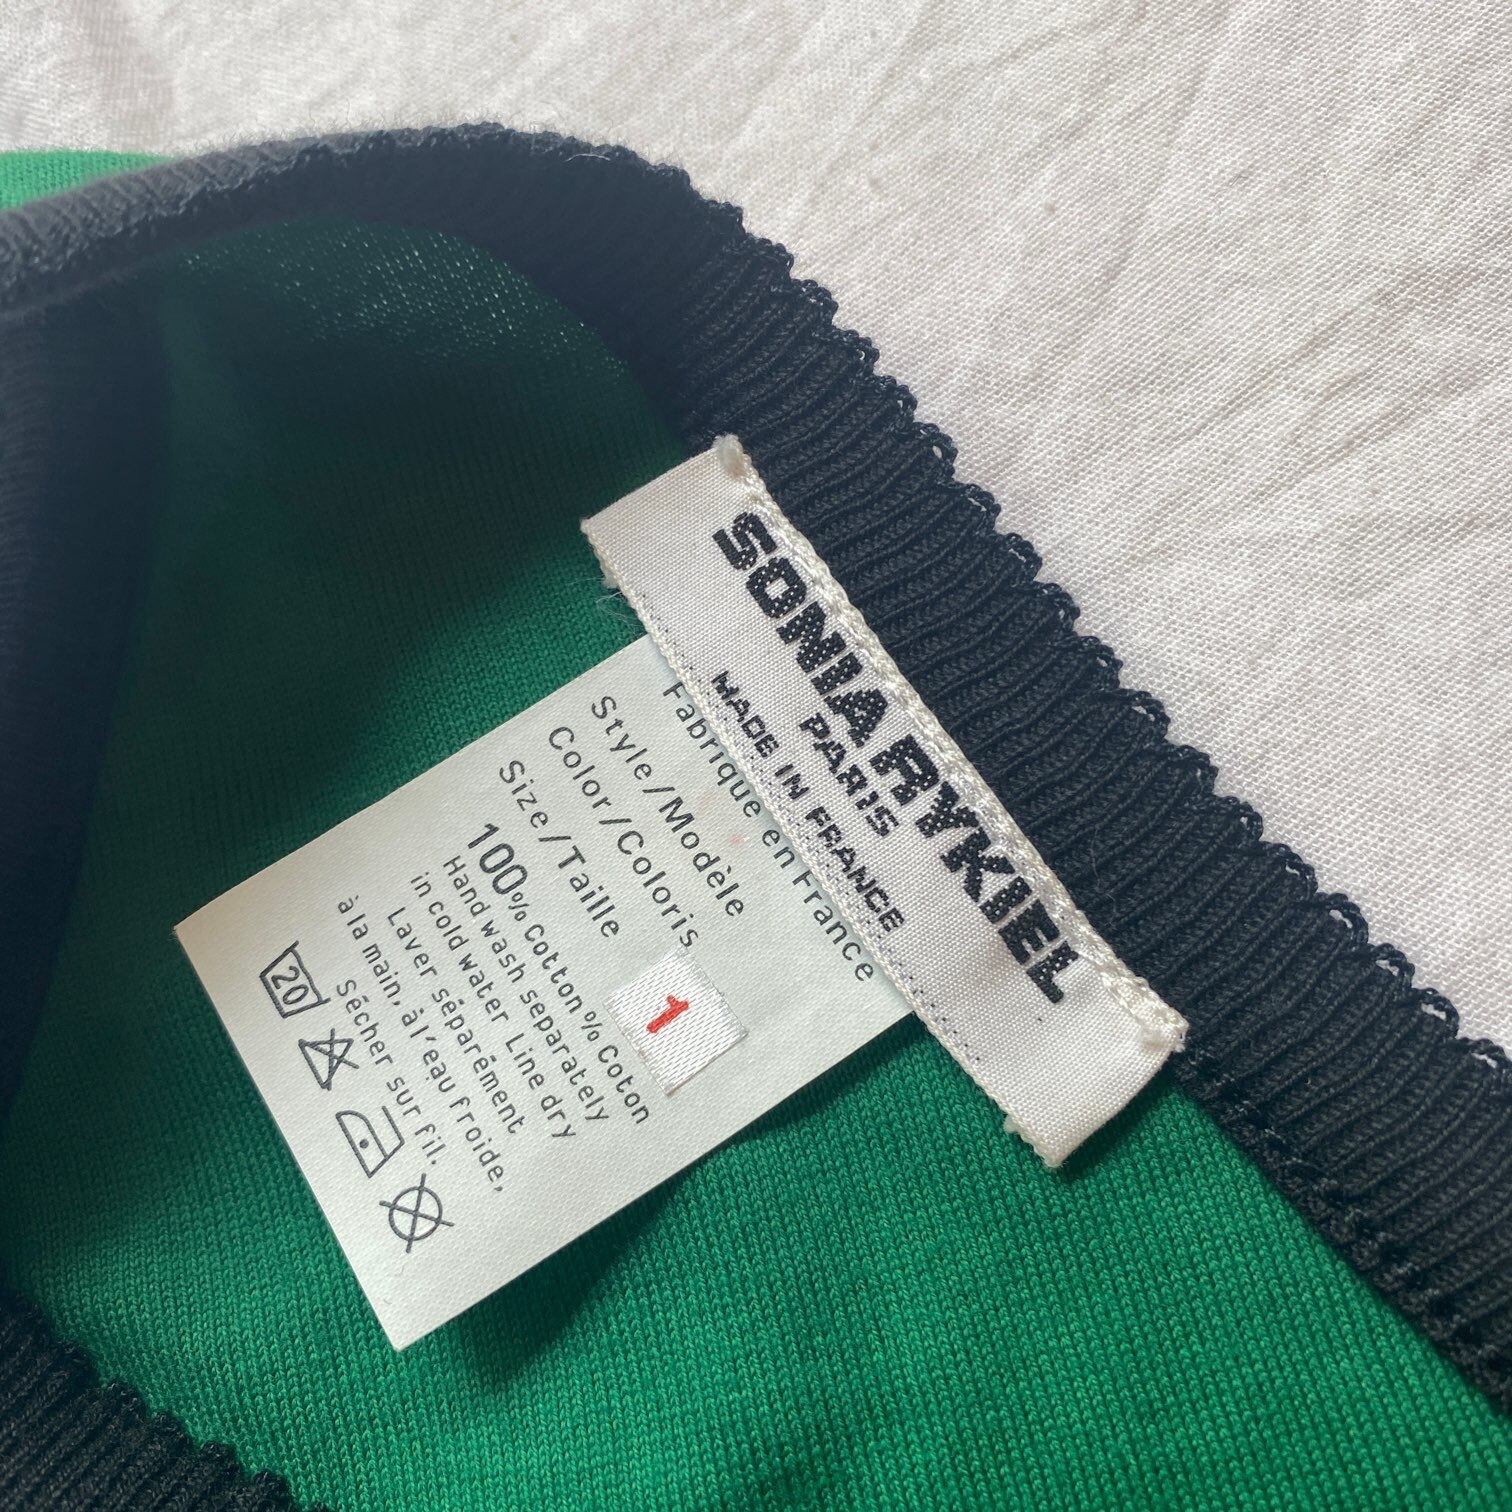 SONIA RYKIEL
PARIS
MADE IN FRANCE
Fabrique en France
Style/Modèle
Color/Coloris
Size/Taille
1
100% Cotton % Coton
Hand wash separately
in cold water Line dry
Laver séparément
à la main, à l'eau froide,
Sécher sur fil.
20